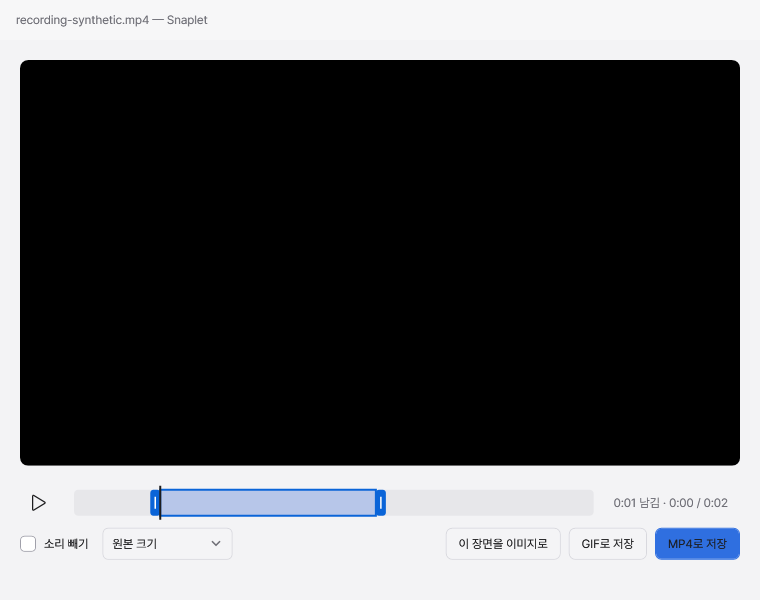 recording-synthetic.mp4 — Snaplet
0:01 남김 · 0:00 / 0:02
소리 빼기
원본 크기
이 장면을 이미지로
GIF로 저장
MP4로 저장